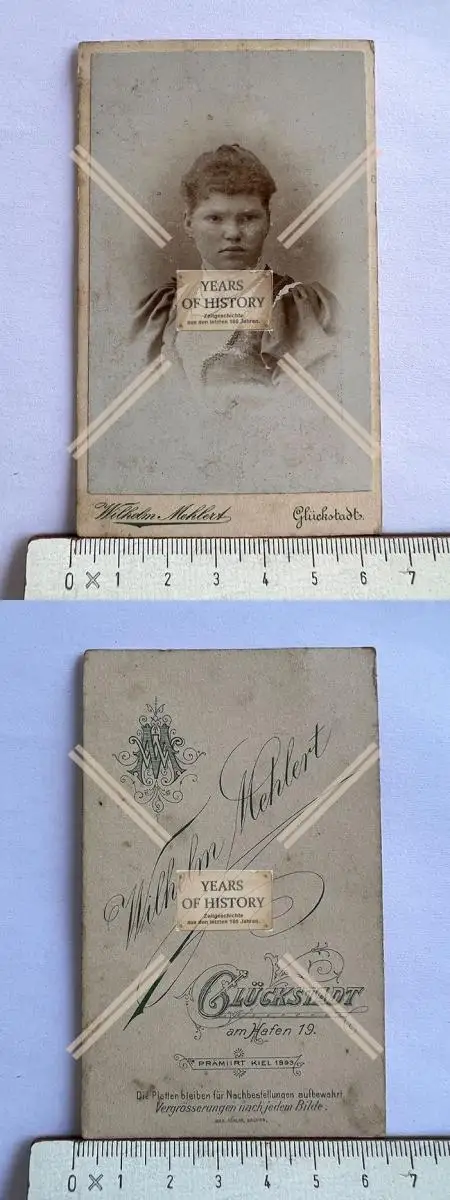 YEARS
OF HISTORY
Zeitgeschichte
aus den letzten 100 Jahren.
Wilhelm Mehlert
Glückstadt.
0 1 2 3 4 5 6 7
WM
Wilhelm Mehlert
YEARS
OF HISTORY
Zeitgeschichte
aus den letzten 100 Jahren.
GLÜCKSTADT
am Hafen 19.
PRÄMIIRT KIEL 1893
Die Platten bleiben für Nachbestellungen aufbewahrt
Vergrösserungen nach jedem Bilde.
0 1 2 3 4 5 6 7